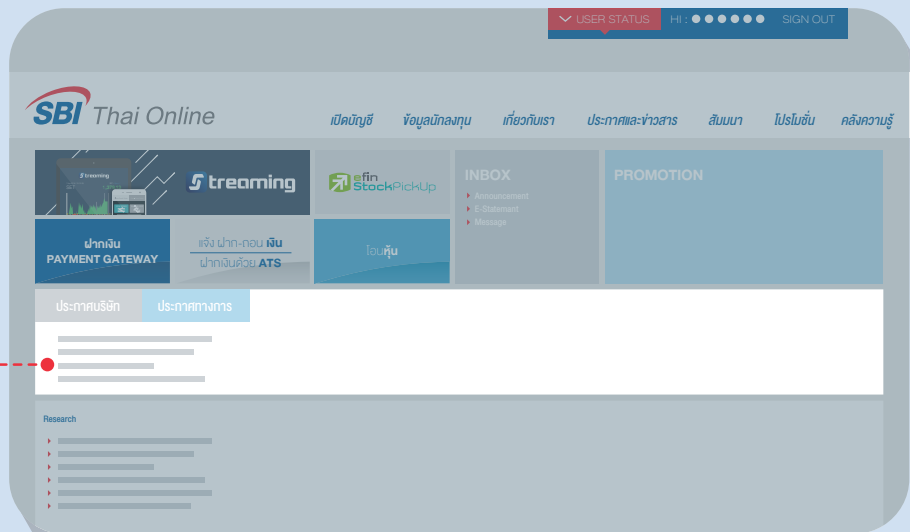 USER STATUS HI : ●●●●●● SIGN OUT
SBI Thai Online
เปิดบัญชี ข้อมูลนักลงทุน เกี่ยวกับเรา ประกาศและข่าวสาร สัมมนา โปรโมชั่น คลังความรู้
Streaming
Streaming
efin
StockPickUp
INBOX
Announcement
E-Statemant
Message
PROMOTION
ฝากเงิน
PAYMENT GATEWAY
แจ้ง ฝาก-ถอน เงิน
ฝากเงินด้วย ATS
โอนหุ้น
ประกาศบริษัท ประกาศทางการ
Research